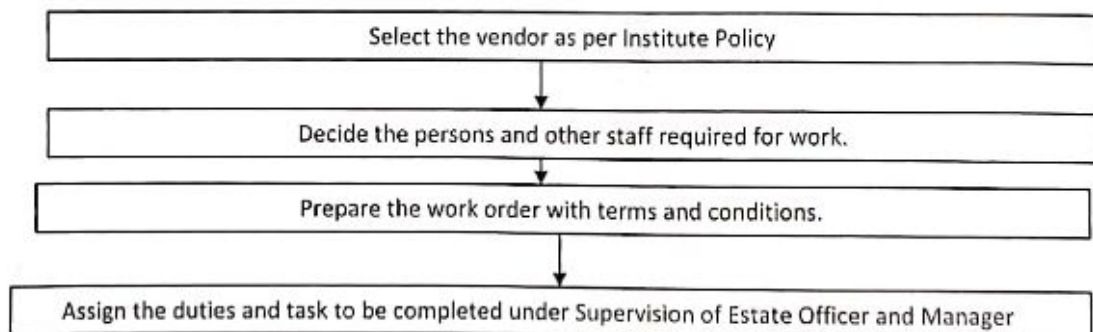 Select the vendor as per Institute Policy
Decide the persons and other staff required for work.
Prepare the work order with terms and conditions.
Assign the duties and task to be completed under Supervision of Estate Officer and Manager